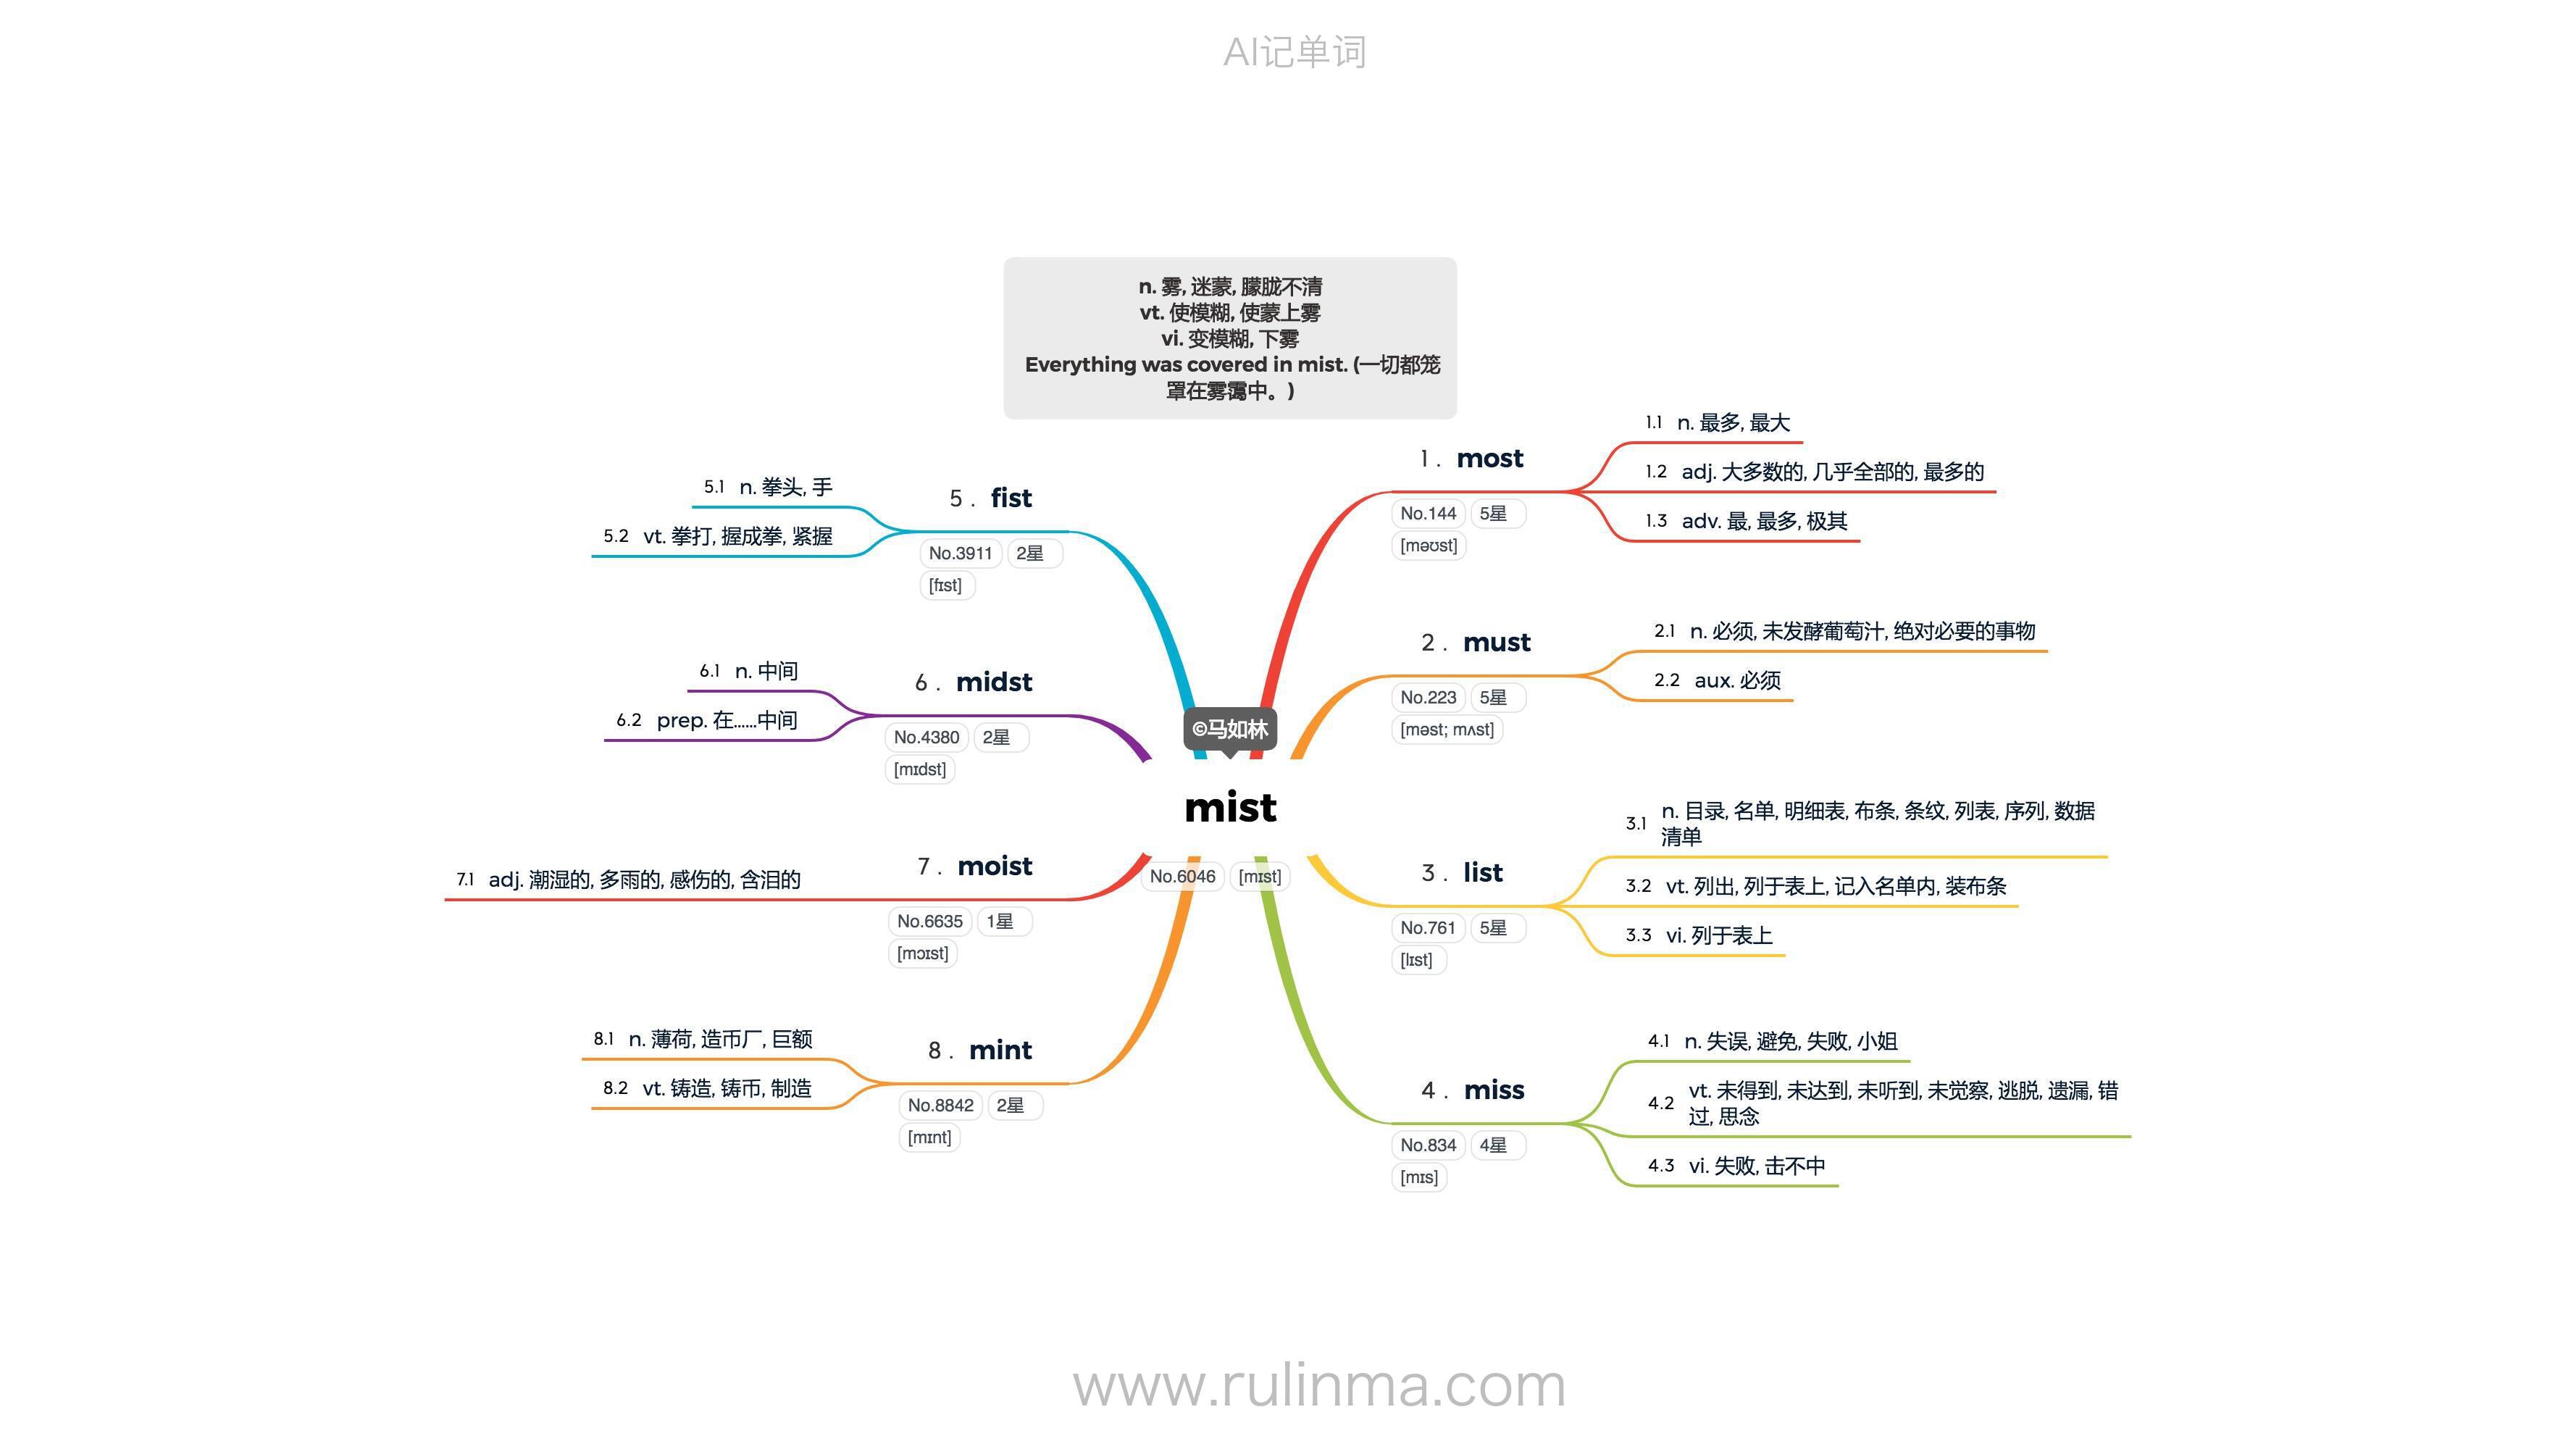 AI记单词
n. 雾, 迷蒙, 朦胧不清
vt. 使模糊, 使蒙上雾
vi. 变模糊, 下雾
Everything was covered in mist. (一切都笼
罩在雾霭中。)
©马如林
mist
No.6046 [mɪst]
1 . most
No.144 5星
[məʊst]
1.1 n. 最多, 最大
1.2 adj. 大多数的, 几乎全部的, 最多的
1.3 adv. 最, 最多, 极其
2 . must
No.223 5星
[məst; mʌst]
2.1 n. 必须, 未发酵葡萄汁, 绝对必要的事物
2.2 aux. 必须
3 . list
No.761 5星
[lɪst]
3.1 n. 目录, 名单, 明细表, 布条, 条纹, 列表, 序列, 数据
清单
3.2 vt. 列出, 列于表上, 记入名单内, 装布条
3.3 vi. 列于表上
4 . miss
No.834 4星
[mɪs]
4.1 n. 失误, 避免, 失败, 小姐
4.2 vt. 未得到, 未达到, 未听到, 未觉察, 逃脱, 遗漏, 错
过, 思念
4.3 vi. 失败, 击不中
5 . fist
No.3911 2星
[fɪst]
5.1 n. 拳头, 手
5.2 vt. 拳打, 握成拳, 紧握
6 . midst
No.4380 2星
[mɪdst]
6.1 n. 中间
6.2 prep. 在......中间
7 . moist
No.6635 1星
[mɔɪst]
7.1 adj. 潮湿的, 多雨的, 感伤的, 含泪的
8 . mint
No.8842 2星
[mɪnt]
8.1 n. 薄荷, 造币厂, 巨额
8.2 vt. 铸造, 铸币, 制造
www.rulinma.com